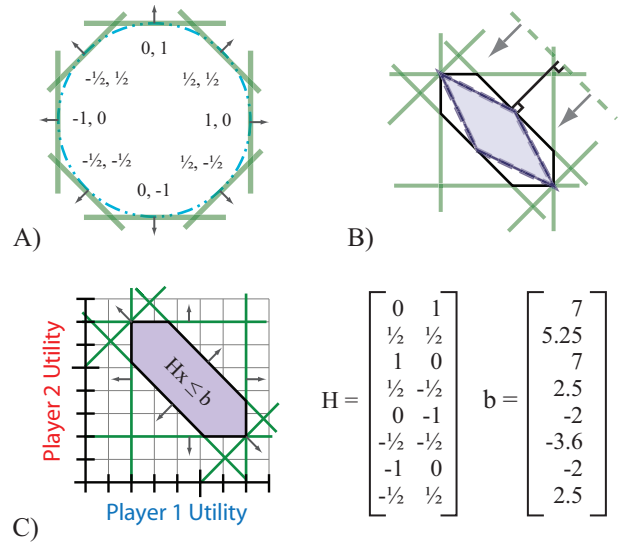 0, 1
-½, ½ ½, ½
-1, 0 1, 0
-½, -½ ½, -½
0, -1
A)
B)
Player 2 Utility
Hx ≤ b
Player 1 Utility
C)
H =
0 1
½ ½
1 0
½ -½
0 -1
-½ -½
-1 0
-½ ½
b =
7
5.25
7
2.5
-2
-3.6
-2
2.5